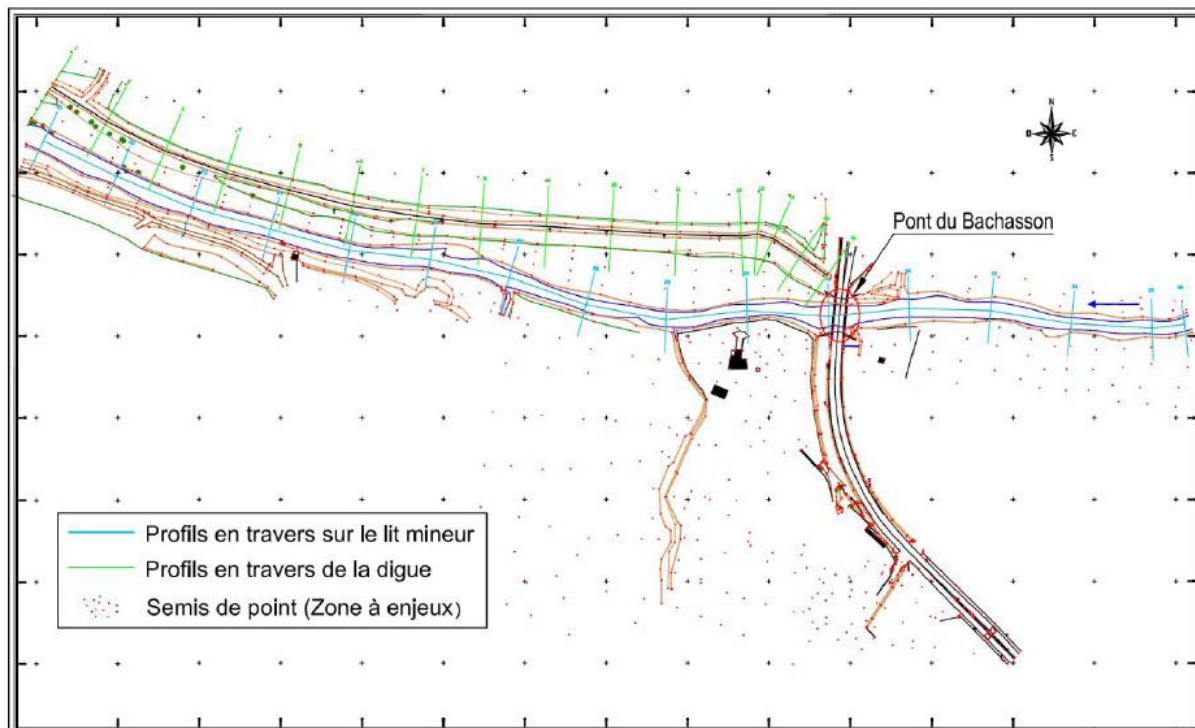 N
O
E
S
Pont du Bachasson
Profils en travers sur le lit mineur
Profils en travers de la digue
Semis de point (Zone à enjeux)